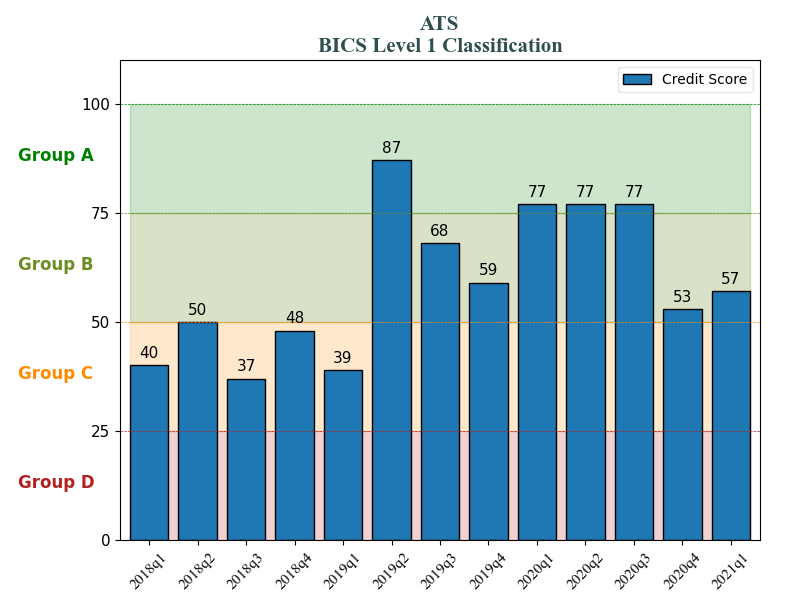 ATS
BICS Level 1 Classification
Credit Score
100
Group A
87
77 77 77
75
68
Group B
59
57
53
50
50
48
40
39
37
Group C
25
Group D
0
2018q1 2018q2 2018q3 2018q4 2019q1 2019q2 2019q3 2019q4 2020q1 2020q2 2020q3 2020q4 2021q1